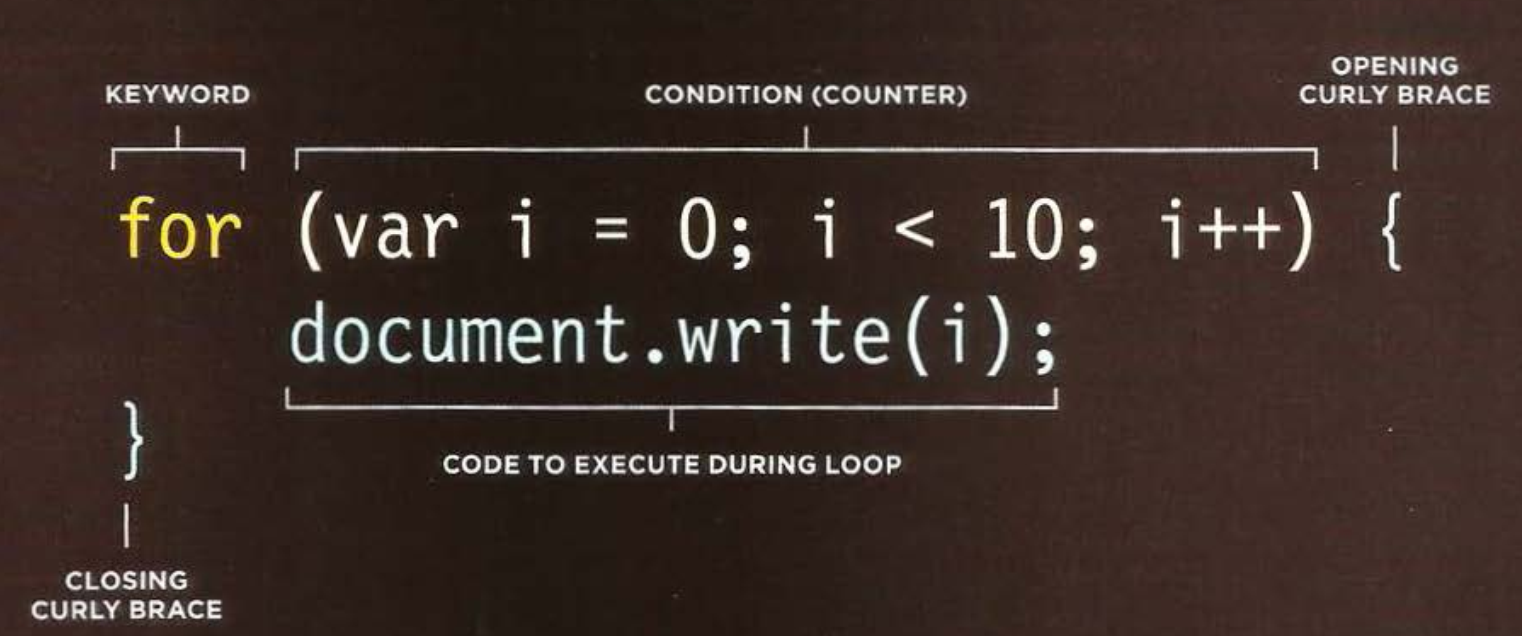 KEYWORD
CONDITION (COUNTER)
OPENING
CURLY BRACE
for (var i = 0; i < 10; i++) {
document.write(i);
}
CODE TO EXECUTE DURING LOOP
CLOSING
CURLY BRACE